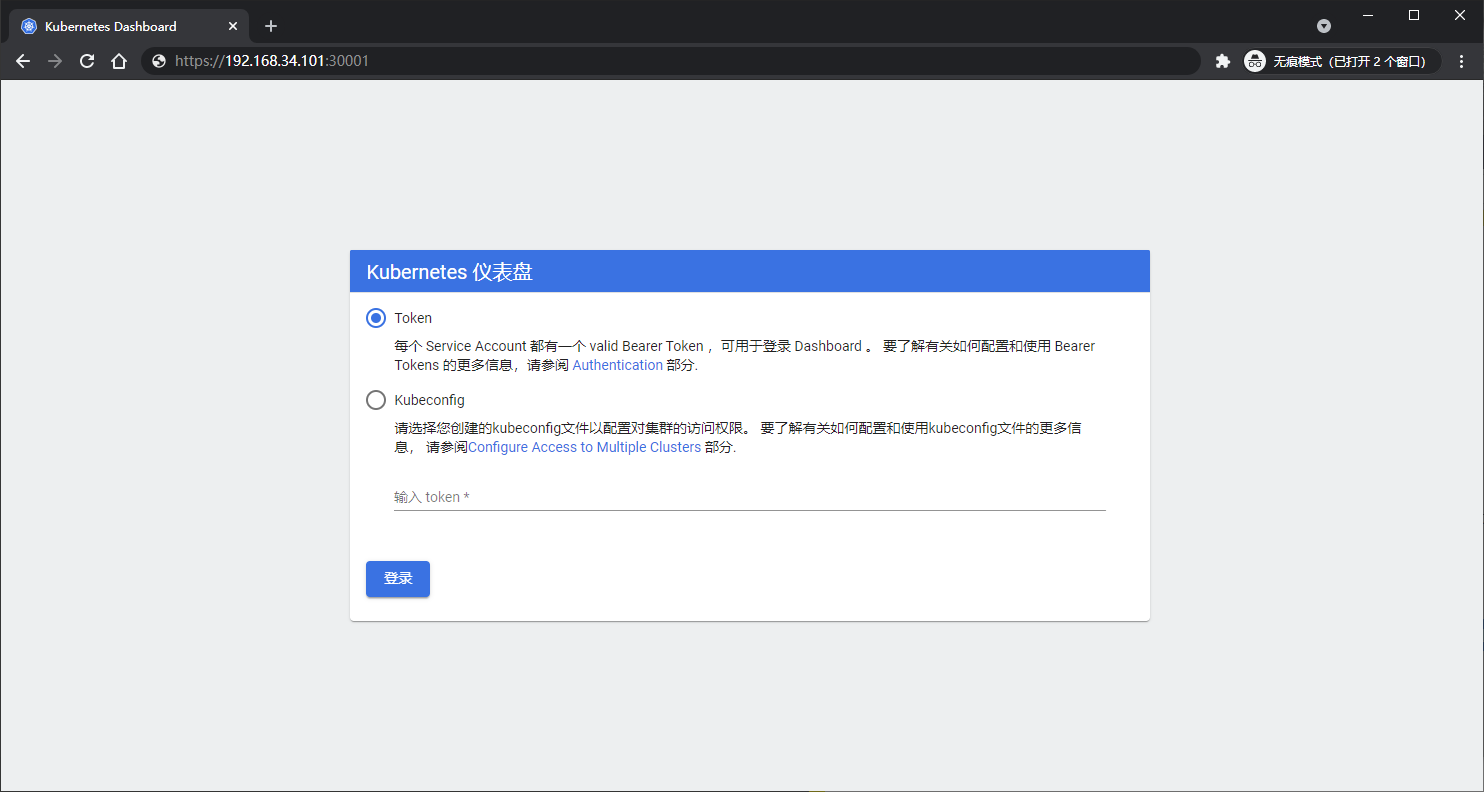 Kubernetes Dashboard
https://192.168.34.101:30001
无痕模式（已打开 2 个窗口）
Kubernetes 仪表盘
Token
每个 Service Account 都有一个 valid Bearer Token ，可用于登录 Dashboard 。 要了解有关如何配置和使用 Bearer
Tokens 的更多信息，请参阅 Authentication 部分.
Kubeconfig
请选择您创建的kubeconfig文件以配置对集群的访问权限。 要了解有关如何配置和使用kubeconfig文件的更多信
息， 请参阅Configure Access to Multiple Clusters 部分.
输入 token *
登录